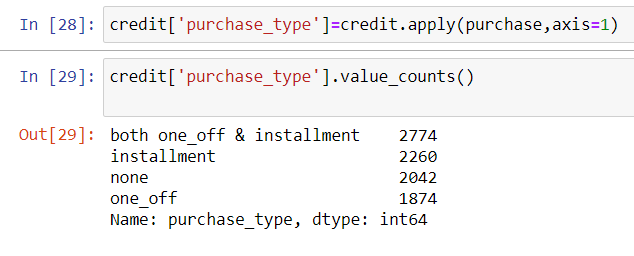 In [28]: credit['purchase_type']=credit.apply(purchase,axis=1)
In [29]: credit['purchase_type'].value_counts()
Out[29]: both one_off & installment    2774
installment                   2260
none                          2042
one_off                       1874
Name: purchase_type, dtype: int64